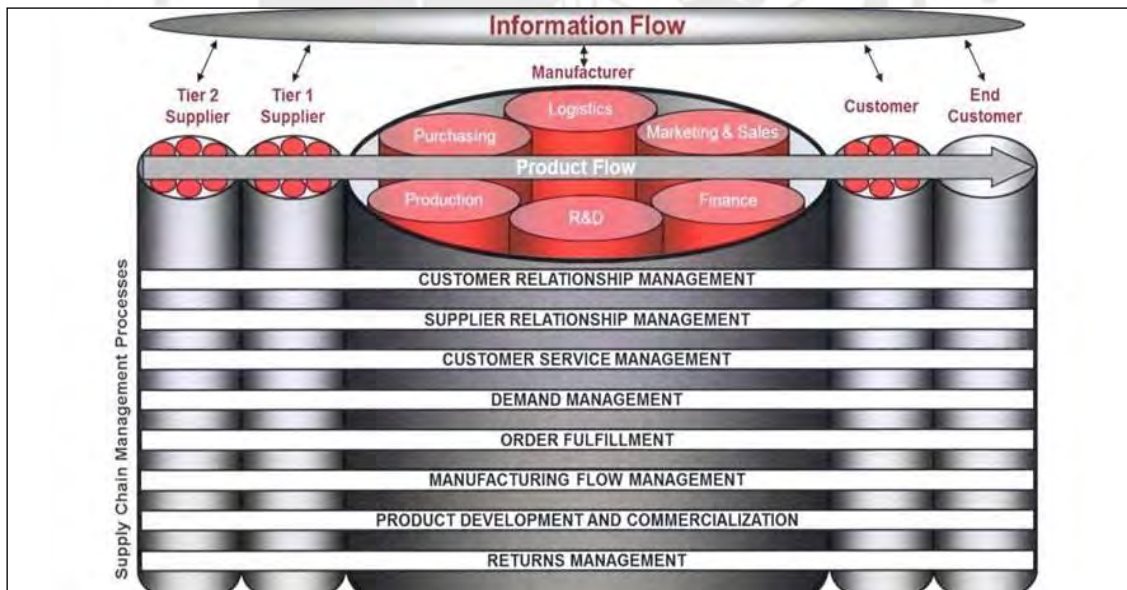 Information Flow
Manufacturer
Tier 2
Supplier
Tier 1
Supplier
Customer
End
Customer
Logistics
Purchasing
Marketing & Sales
Product Flow
Production
R&D
Finance
Supply Chain Management Processes
CUSTOMER RELATIONSHIP MANAGEMENT
SUPPLIER RELATIONSHIP MANAGEMENT
CUSTOMER SERVICE MANAGEMENT
DEMAND MANAGEMENT
ORDER FULFILLMENT
MANUFACTURING FLOW MANAGEMENT
PRODUCT DEVELOPMENT AND COMMERCIALIZATION
RETURNS MANAGEMENT